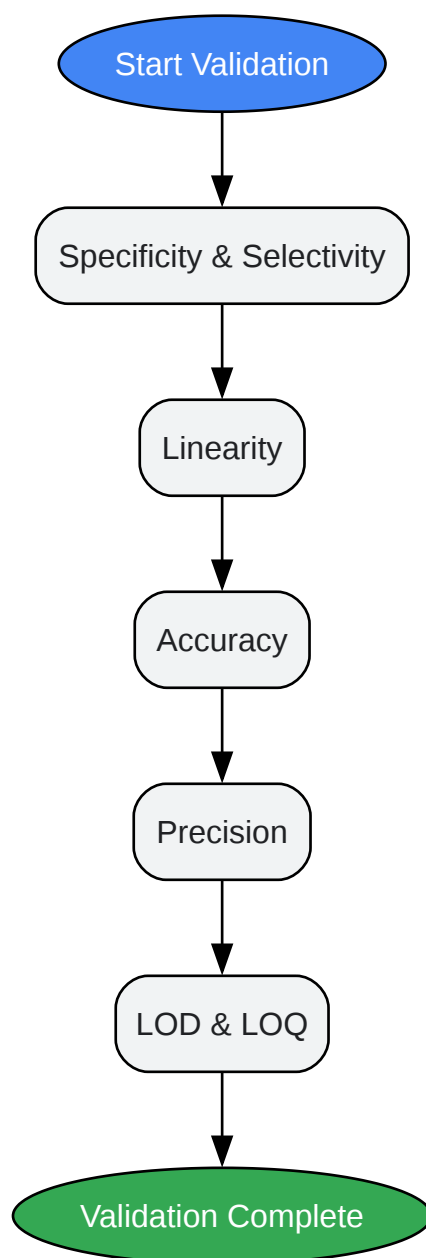 Start Validation
Specificity & Selectivity
Linearity
Accuracy
Precision
LOD & LOQ
Validation Complete